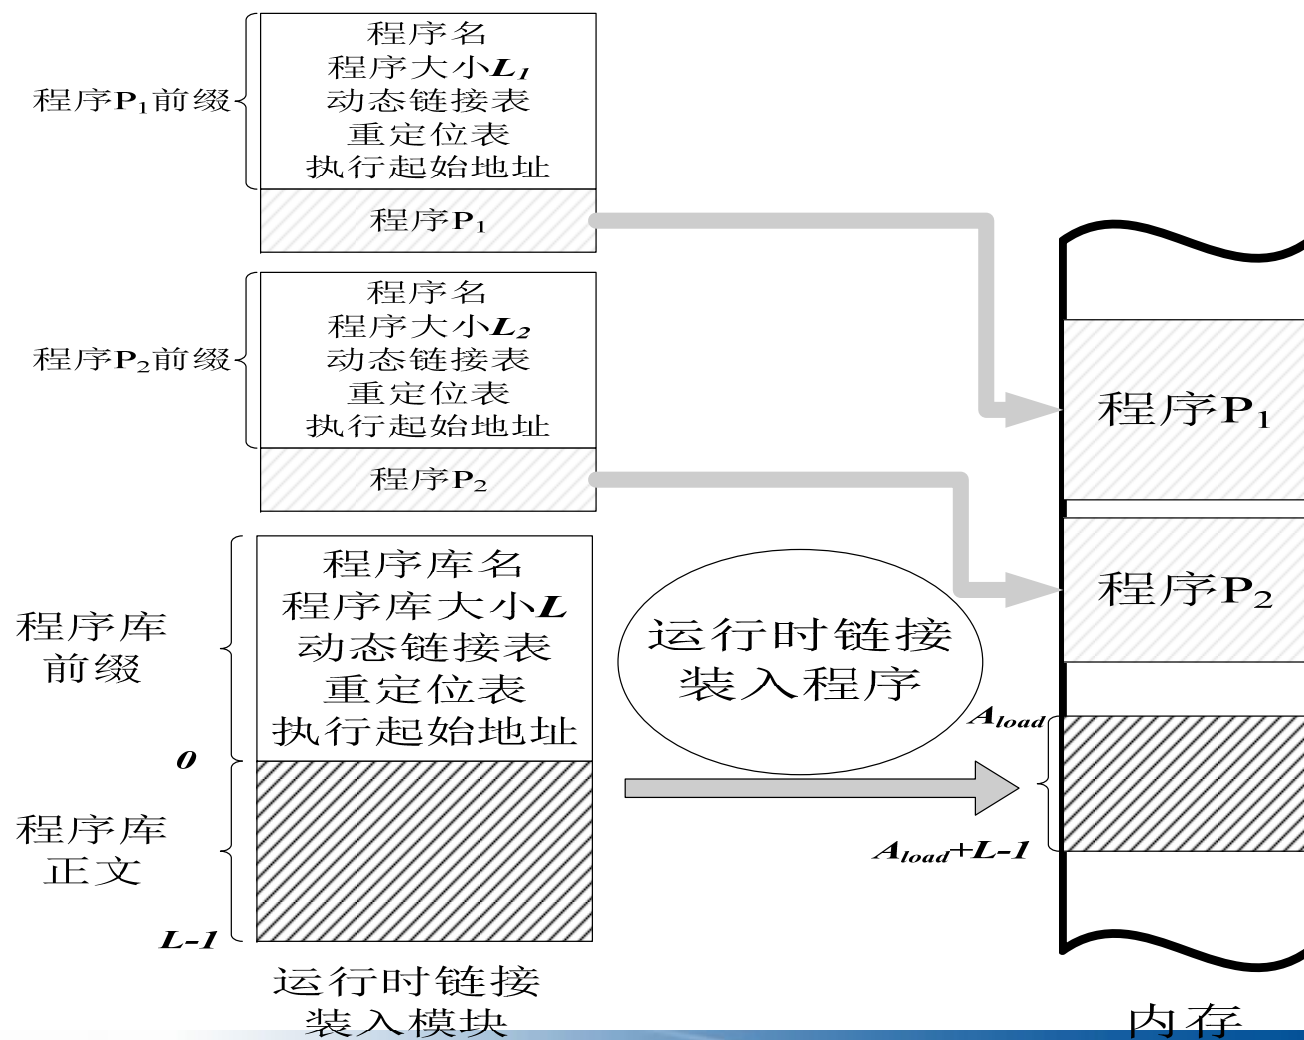 程序名
程序大小L₁
动态链接表
重定位表
执行起始地址
程序P₁前缀
程序P₁
程序名
程序大小L₂
动态链接表
重定位表
执行起始地址
程序P₂前缀
程序P₂
程序库名
程序库大小L
动态链接表
重定位表
执行起始地址
程序库
前缀
0
程序库
正文
L-1
运行时链接
装入模块
运行时链接
装入程序
程序P₁
程序P₂
A_load
A_load+L-1
内存